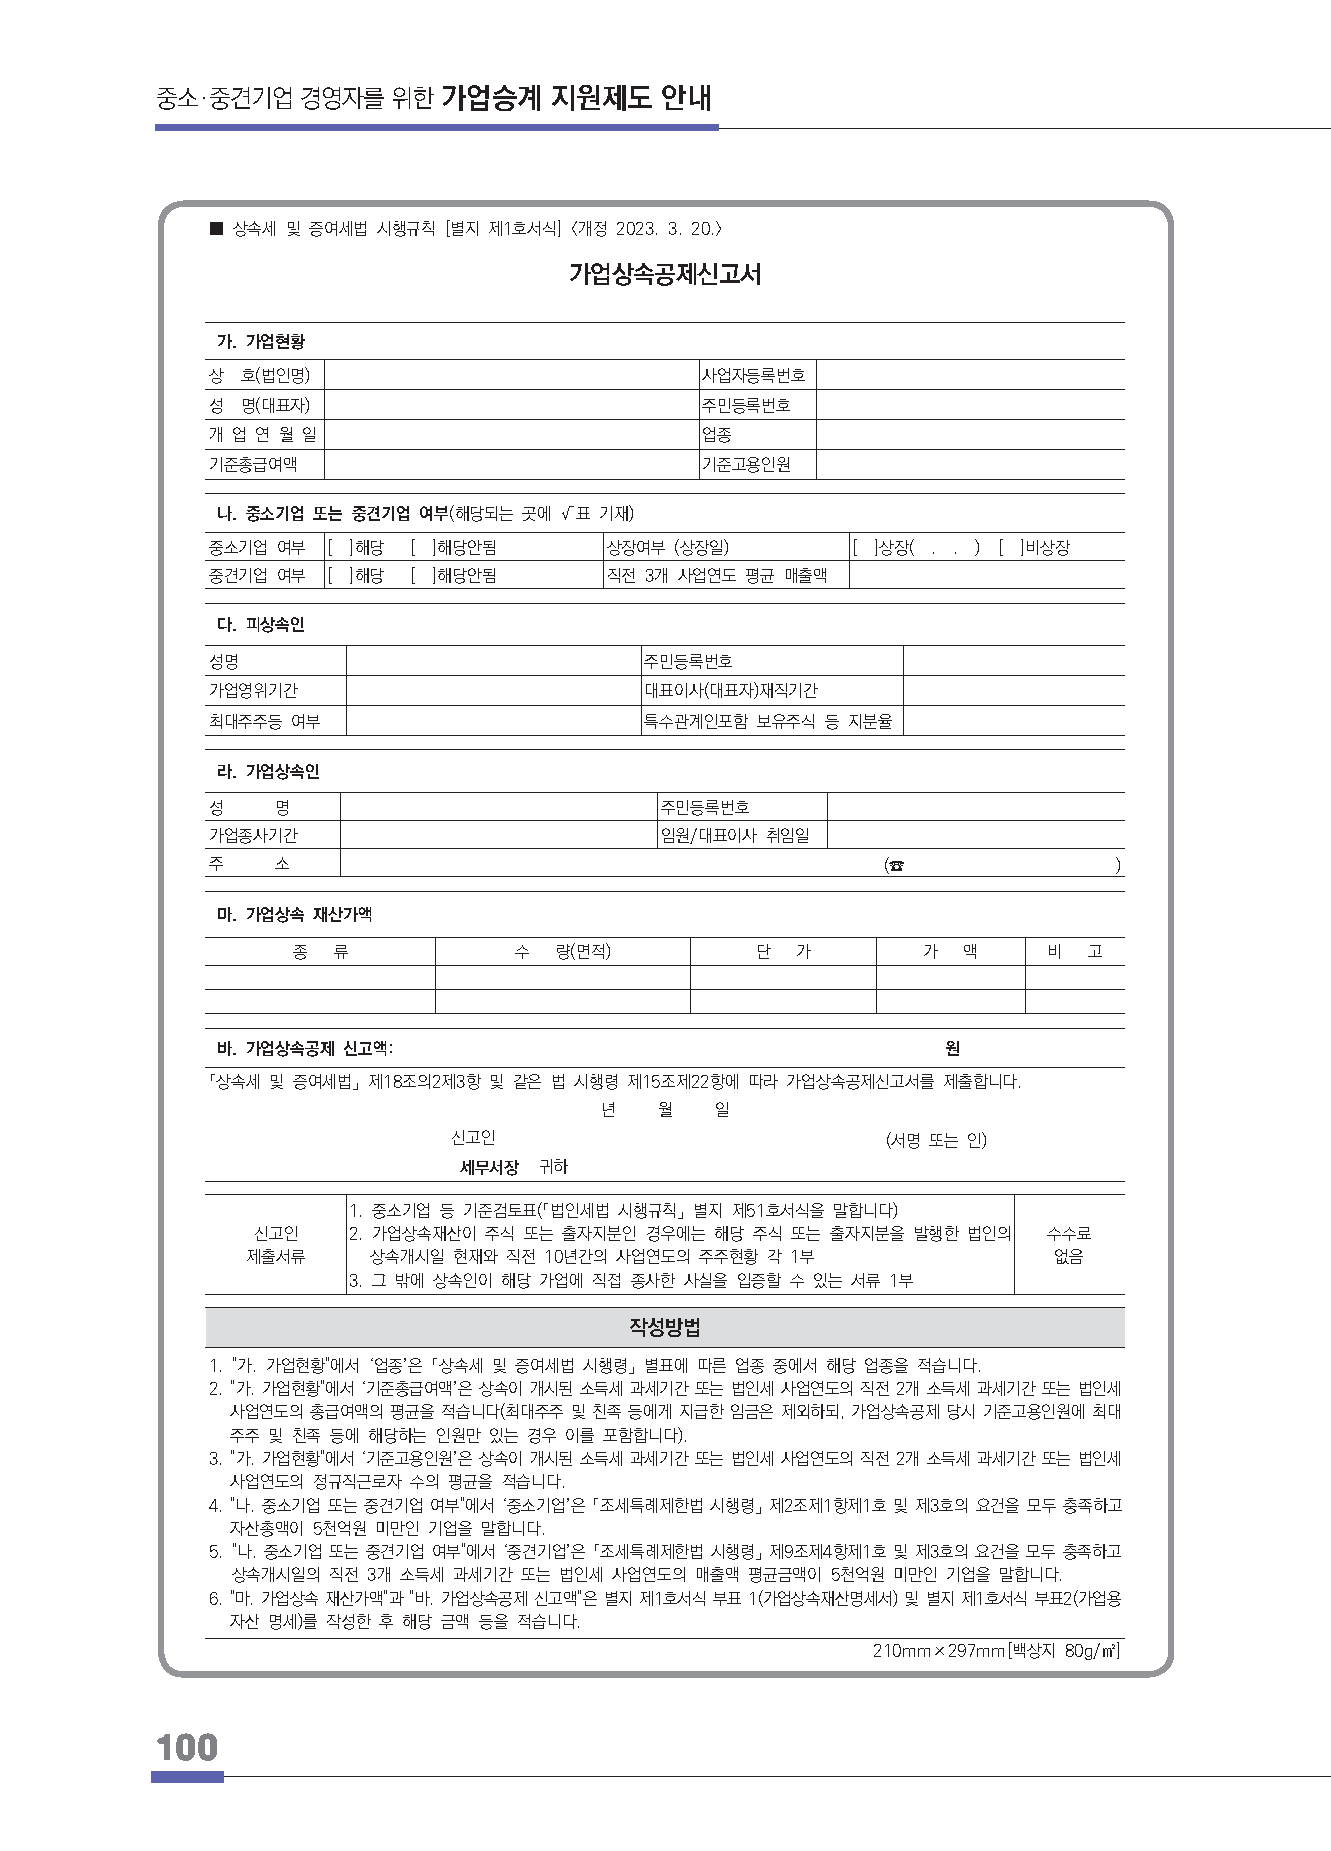 중소·중견기업 경영자를 위한 가업승계 지원제도 안내
■ 상속세 및 증여세법 시행규칙 [별지 제1호서식] <개정 2023. 3. 20.>
가업상속공제신고서
가. 가업현황
상 호(법인명) 사업자등록번호
성 명(대표자) 주민등록번호
개 업 연 월 일 업종
기준총급여액 기준고용인원
나. 중소기업 또는 중견기업 여부(해당되는 곳에 √표 기재)
중소기업 여부 [ ]해당 [ ]해당안됨 상장여부 (상장일) [ ]상장( . . ) [ ]비상장
중견기업 여부 [ ]해당 [ ]해당안됨 직전 3개 사업연도 평균 매출액
다. 피상속인
성명 주민등록번호
가업영위기간 대표이사(대표자)재직기간
최대주주등 여부 특수관계인포함 보유주식 등 지분율
라. 가업상속인
성 명 주민등록번호
가업종사기간 임원/대표이사 취임일
주 소 (☎ )
마. 가업상속 재산가액
종 류 수 량(면적) 단 가 가 액 비 고
바. 가업상속공제 신고액: 원
「상속세 및 증여세법」 제18조의2제3항 및 같은 법 시행령 제15조제22항에 따라 가업상속공제신고서를 제출합니다.
년 월 일
신고인 (서명 또는 인)
세무서장 귀하
신고인
제출서류
1. 중소기업 등 기준검토표(「법인세법 시행규칙」 별지 제51호서식을 말합니다)
2. 가업상속재산이 주식 또는 출자지분인 경우에는 해당 주식 또는 출자지분을 발행한 법인의
상속개시일 현재와 직전 10년간의 사업연도의 주주현황 각 1부
3. 그 밖에 상속인이 해당 가업에 직접 종사한 사실을 입증할 수 있는 서류 1부
수수료
없음
작성방법
1. "가. 가업현황"에서 '업종'은 「상속세 및 증여세법 시행령」 별표에 따른 업종 중에서 해당 업종을 적습니다.
2. "가. 가업현황"에서 '기준총급여액'은 상속이 개시된 소득세 과세기간 또는 법인세 사업연도의 직전 2개 소득세 과세기간 또는 법인세
사업연도의 총급여액의 평균을 적습니다(최대주주 및 친족 등에게 지급한 임금은 제외하되, 가업상속공제 당시 기준고용인원에 최대
주주 및 친족 등에 해당하는 인원만 있는 경우 이를 포함합니다).
3. "가. 가업현황"에서 '기준고용인원'은 상속이 개시된 소득세 과세기간 또는 법인세 사업연도의 직전 2개 소득세 과세기간 또는 법인세
사업연도의 정규직근로자 수의 평균을 적습니다.
4. "나. 중소기업 또는 중견기업 여부"에서 '중소기업'은 「조세특례제한법 시행령」 제2조제1항제1호 및 제3호의 요건을 모두 충족하고
자산총액이 5천억원 미만인 기업을 말합니다.
5. "나. 중소기업 또는 중견기업 여부"에서 '중견기업'은 「조세특례제한법 시행령」 제9조제4항제1호 및 제3호의 요건을 모두 충족하고
상속개시일의 직전 3개 소득세 과세기간 또는 법인세 사업연도의 매출액 평균금액이 5천억원 미만인 기업을 말합니다.
6. "마. 가업상속 재산가액"과 "바. 가업상속공제 신고액"은 별지 제1호서식 부표 1(가업상속재산명세서) 및 별지 제1호서식 부표2(가업용
자산 명세)를 작성한 후 해당 금액 등을 적습니다.
210mm×297mm[백상지 80g/㎡]
100